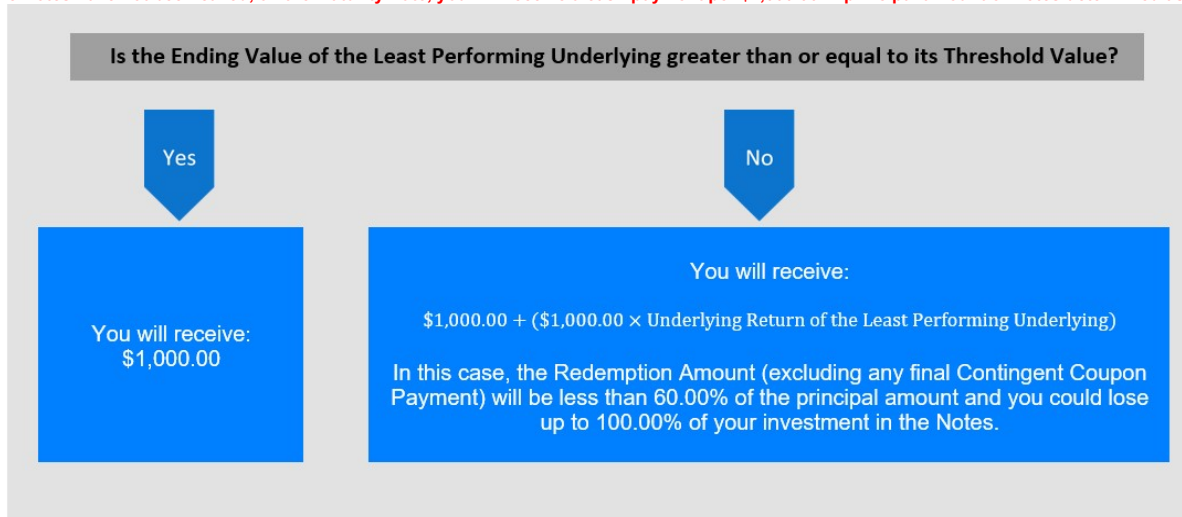 Is the Ending Value of the Least Performing Underlying greater than or equal to its Threshold Value?
Yes
No
You will receive:
$1,000.00
You will receive:
$1,000.00 + ($1,000.00 × Underlying Return of the Least Performing Underlying)
In this case, the Redemption Amount (excluding any final Contingent Coupon
Payment) will be less than 60.00% of the principal amount and you could lose
up to 100.00% of your investment in the Notes.